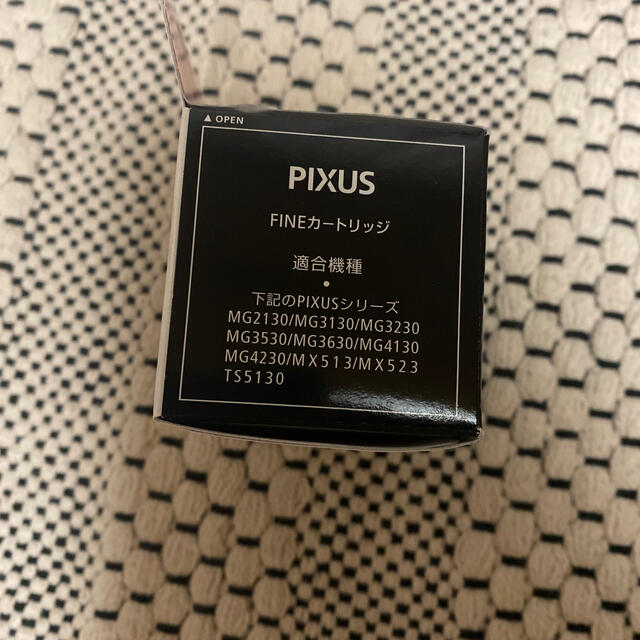 ▲ OPEN
PIXUS
FINEカートリッジ
適合機種
●
下記のPIXUSシリーズ
MG2130/MG3130/MG3230
MG3530/MG3630/MG4130
MG4230/MX513/MX523
TS5130